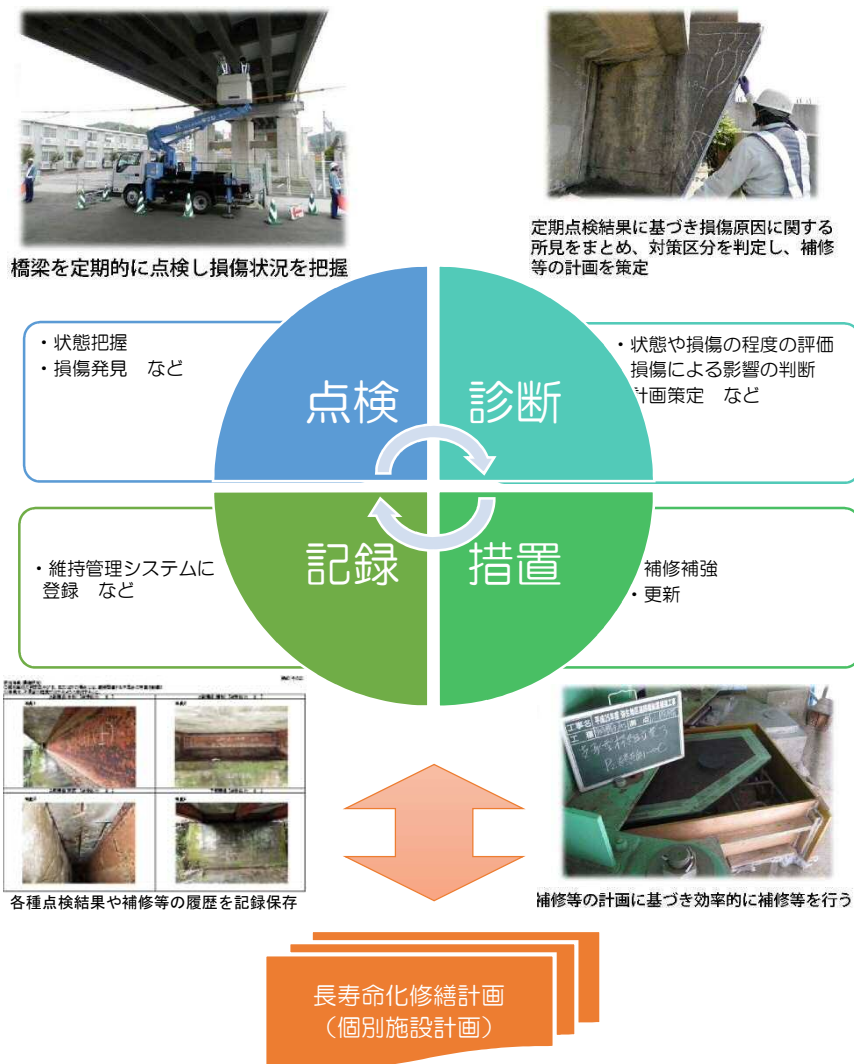 橋梁を定期的に点検し損傷状況を把握
定期点検結果に基づき損傷原因に関する
所見をまとめ、対策区分を判定し、補修
等の計画を策定
・状態把握
・損傷発見　など
点検
診断
・状態や損傷の程度の評価
損傷による影響の判断
計画策定　など
・維持管理システムに
登録　など
記録
措置
補修補強
・更新
各種点検結果や補修等の履歴を記録保存
工事名
補修等の計画に基づき効率的に補修等を行う
長寿命化修繕計画
（個別施設計画）